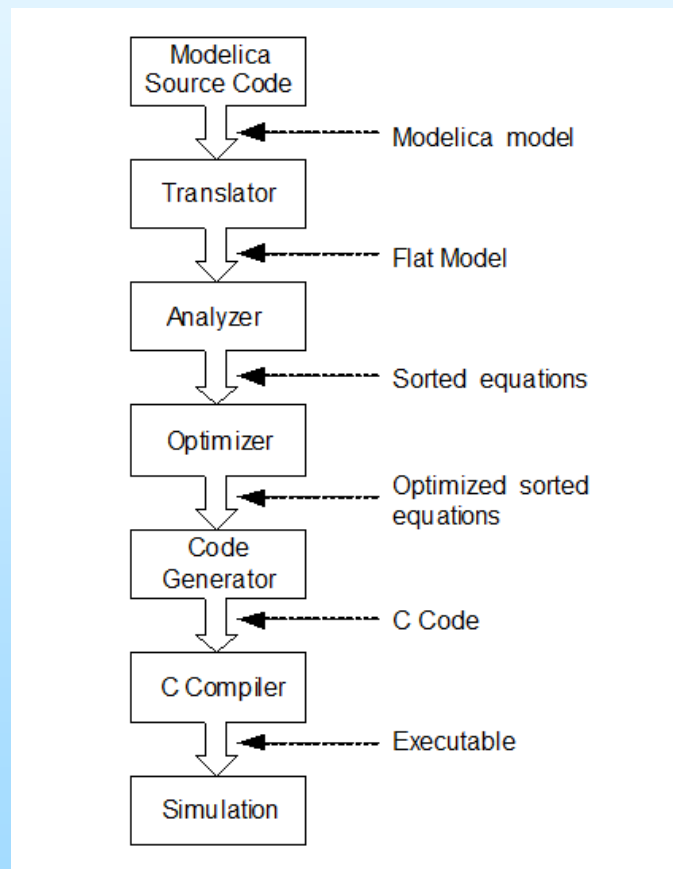 Modelica
Source Code
Modelica model
Translator
Flat Model
Analyzer
Sorted equations
Optimizer
Optimized sorted
equations
Code
Generator
C Code
C Compiler
Executable
Simulation